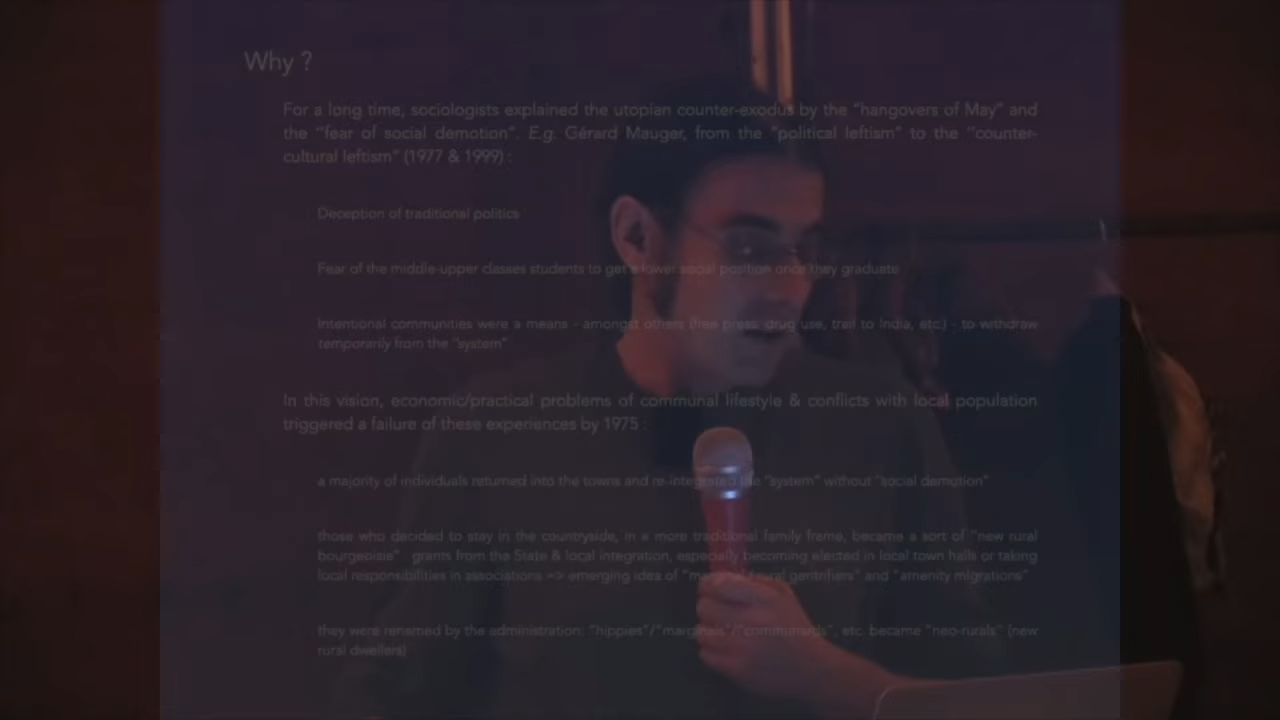 Why ?
For a long time, sociologists explained the utopian counter-exodus by the "hangovers of May" and
the "fear of social demotion". E.g. Gérard Mauger, from the "political leftism" to the "counter-
cultural leftism" (1977 & 1999) :
Deception of traditional politics
Fear of the middle-upper classes students to get a lower social position once they graduate
Intentional communities were a means - amongst others (free press, drug use, trail to India, etc.) - to withdraw
temporarily from the "system"
In this vision, economic/practical problems of communal lifestyle & conflicts with local population
triggered a failure of these experiences by 1975 :
a majority of individuals returned into the towns and re-integrated the "system" without "social demotion"
those who decided to stay in the countryside, in a more traditional family frame, became a sort of "new rural
bourgeoisie" : grants from the State & local integration, especially becoming elected in local town halls or taking
local responsibilities in associations => emerging idea of rural gentrifiers" and "amenity migrations"
they were renamed by the administration: "hippies"/"marginals"/"communards", etc. became "neo-rurals" (new
rural dwellers)